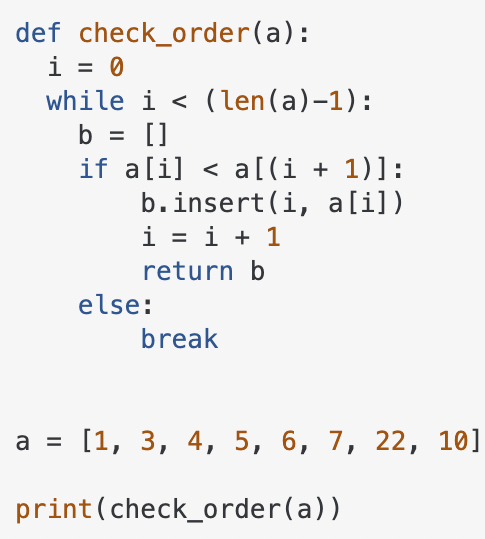 def check_order(a):
  i = 0
  while i < (len(a)-1):
    b = []
    if a[i] < a[(i + 1)]:
        b.insert(i, a[i])
        i = i + 1
        return b
    else:
        break
a = [1, 3, 4, 5, 6, 7, 22, 10]
print(check_order(a))